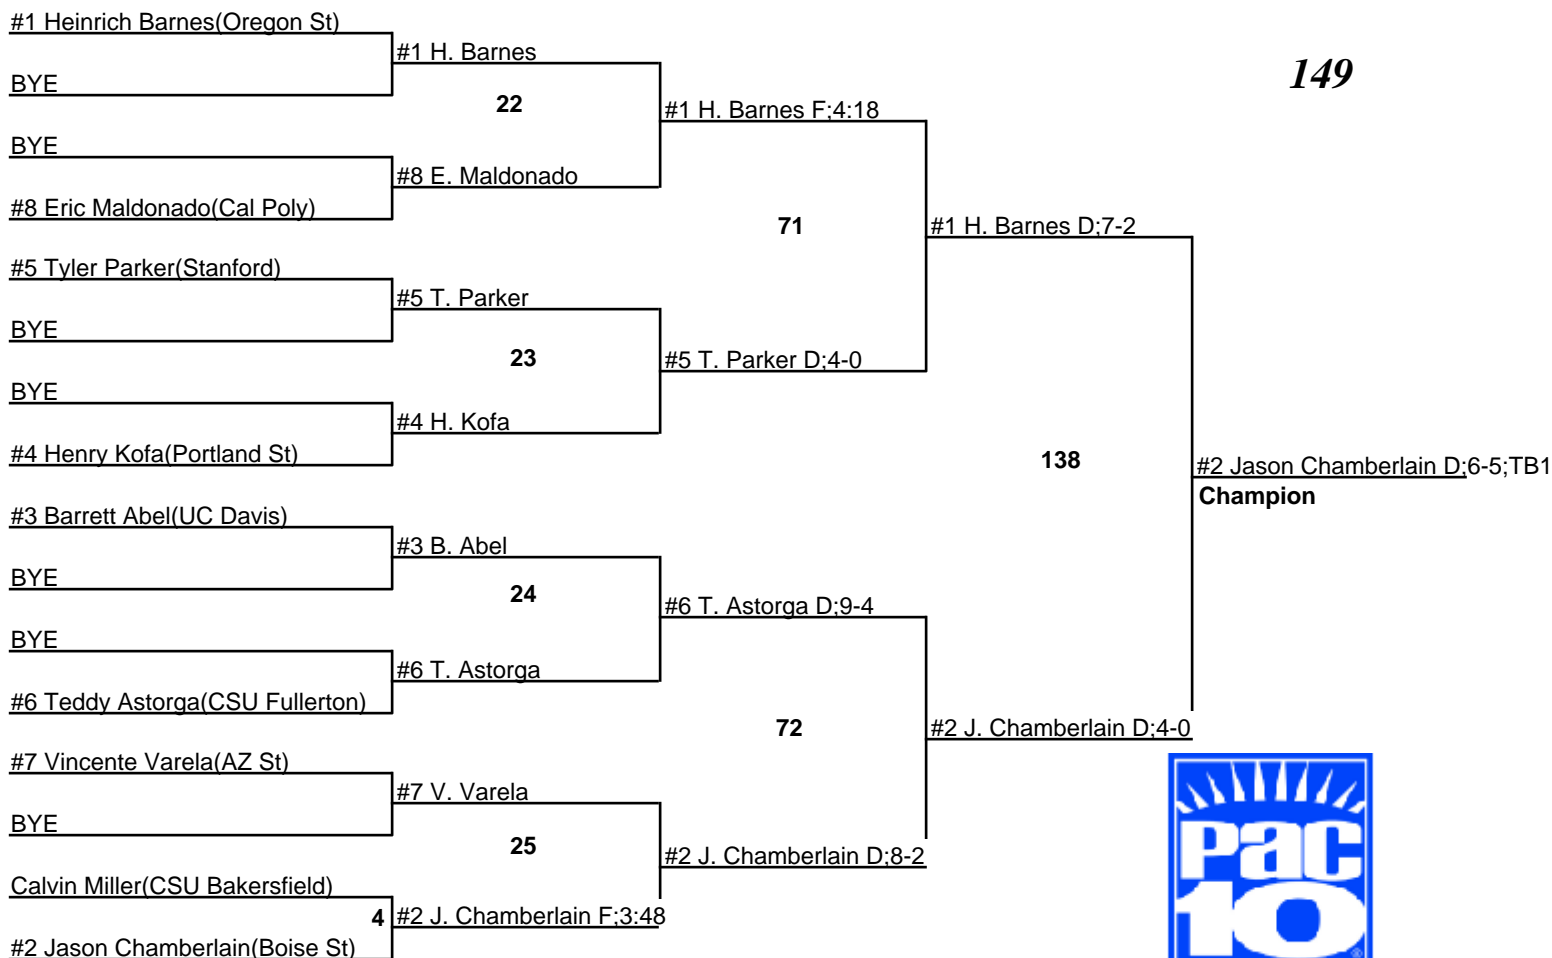 #1 Heinrich Barnes(Oregon St)
#1 H. Barnes
149
BYE
22
#1 H. Barnes F;4:18
BYE
#8 E. Maldonado
#8 Eric Maldonado(Cal Poly)
71
#1 H. Barnes D;7-2
#5 Tyler Parker(Stanford)
#5 T. Parker
BYE
23
#5 T. Parker D;4-0
BYE
#4 H. Kofa
#4 Henry Kofa(Portland St)
138
#2 Jason Chamberlain D;6-5;TB1
Champion
#3 Barrett Abel(UC Davis)
#3 B. Abel
BYE
24
#6 T. Astorga D;9-4
BYE
#6 T. Astorga
#6 Teddy Astorga(CSU Fullerton)
72
#2 J. Chamberlain D;4-0
#7 Vincente Varela(AZ St)
#7 V. Varela
BYE
25
#2 J. Chamberlain D;8-2
Calvin Miller(CSU Bakersfield)
4
#2 J. Chamberlain F;3:48
#2 Jason Chamberlain(Boise St)
Pac
10
®